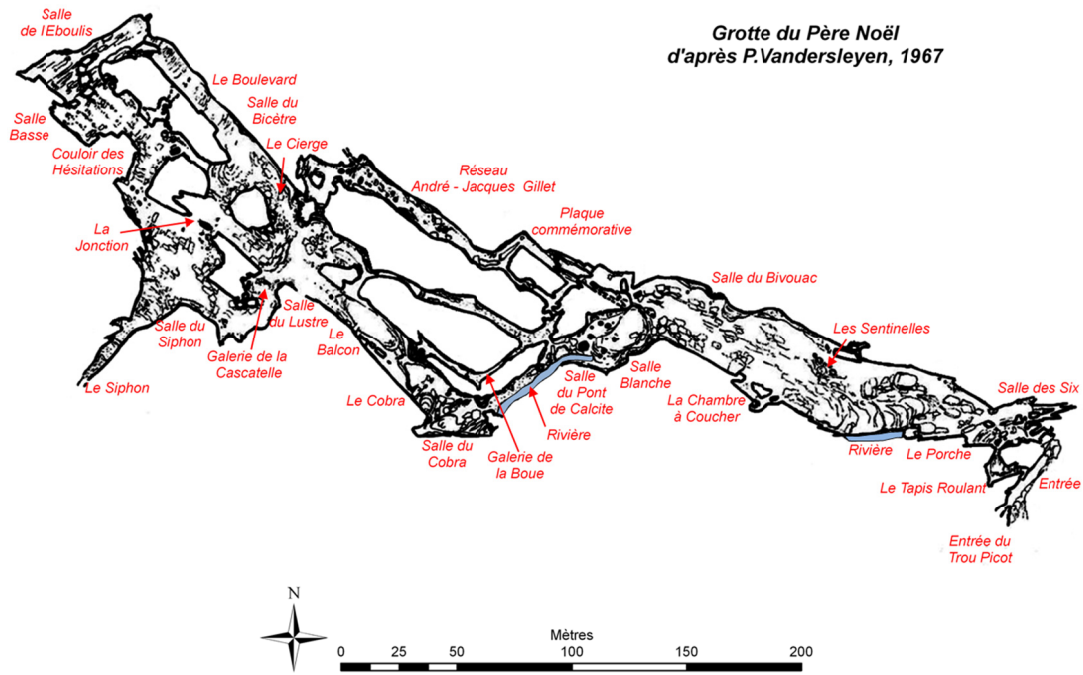 Grotte du Père Noël
d'après P.Vandersleyen, 1967
Salle
de l'Eboulis
Le Boulevard
Salle du
Bicètre
Salle
Basse
Le Cierge
Couloir des
Hésitations
Réseau
André - Jacques Gillet
Plaque
commémorative
La
Jonction
Salle du Bivouac
Salle du
Siphon
Salle
du Lustre
Les Sentinelles
Le
Balcon
Galerie de la
Cascatelle
Le Siphon
Salle
du Pont
de Calcite
Salle
Blanche
Salle des Six
Le Cobra
La Chambre
à Coucher
Rivière
Salle du
Cobra
Galerie de
la Boue
Rivière
Le Porche
Le Tapis Roulant
Entrée
Entrée du
Trou Picot
N
Mètres
0 25 50 100 150 200